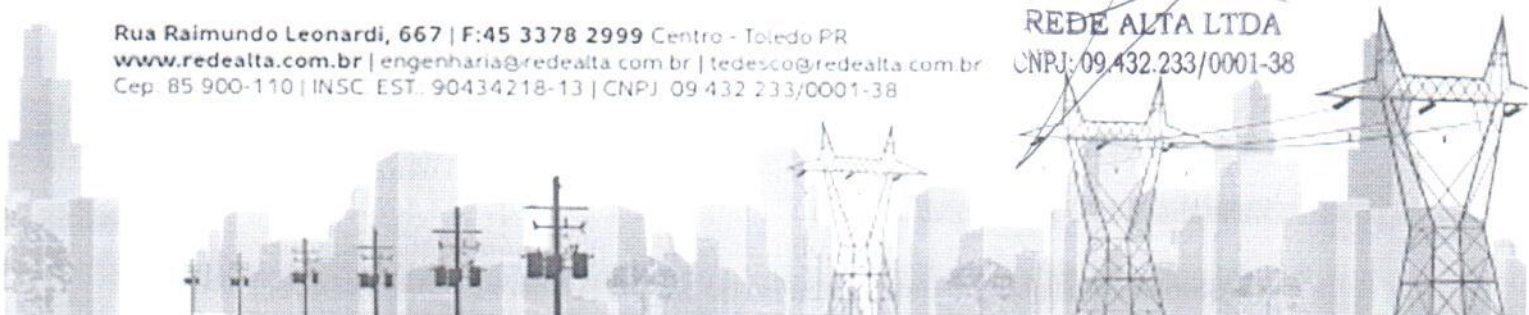 Rua Raimundo Leonardi, 667 | F:45 3378 2999 Centro - Toledo PR
www.redealta.com.br | engenharia@redealta.com.br | tedesco@redealta.com.br
Cep: 85 900-110 | INSC. EST.: 90434218-13 | CNPJ 09 432 233/0001-38
REDE ALTA LTDA
CNPJ: 09.432.233/0001-38